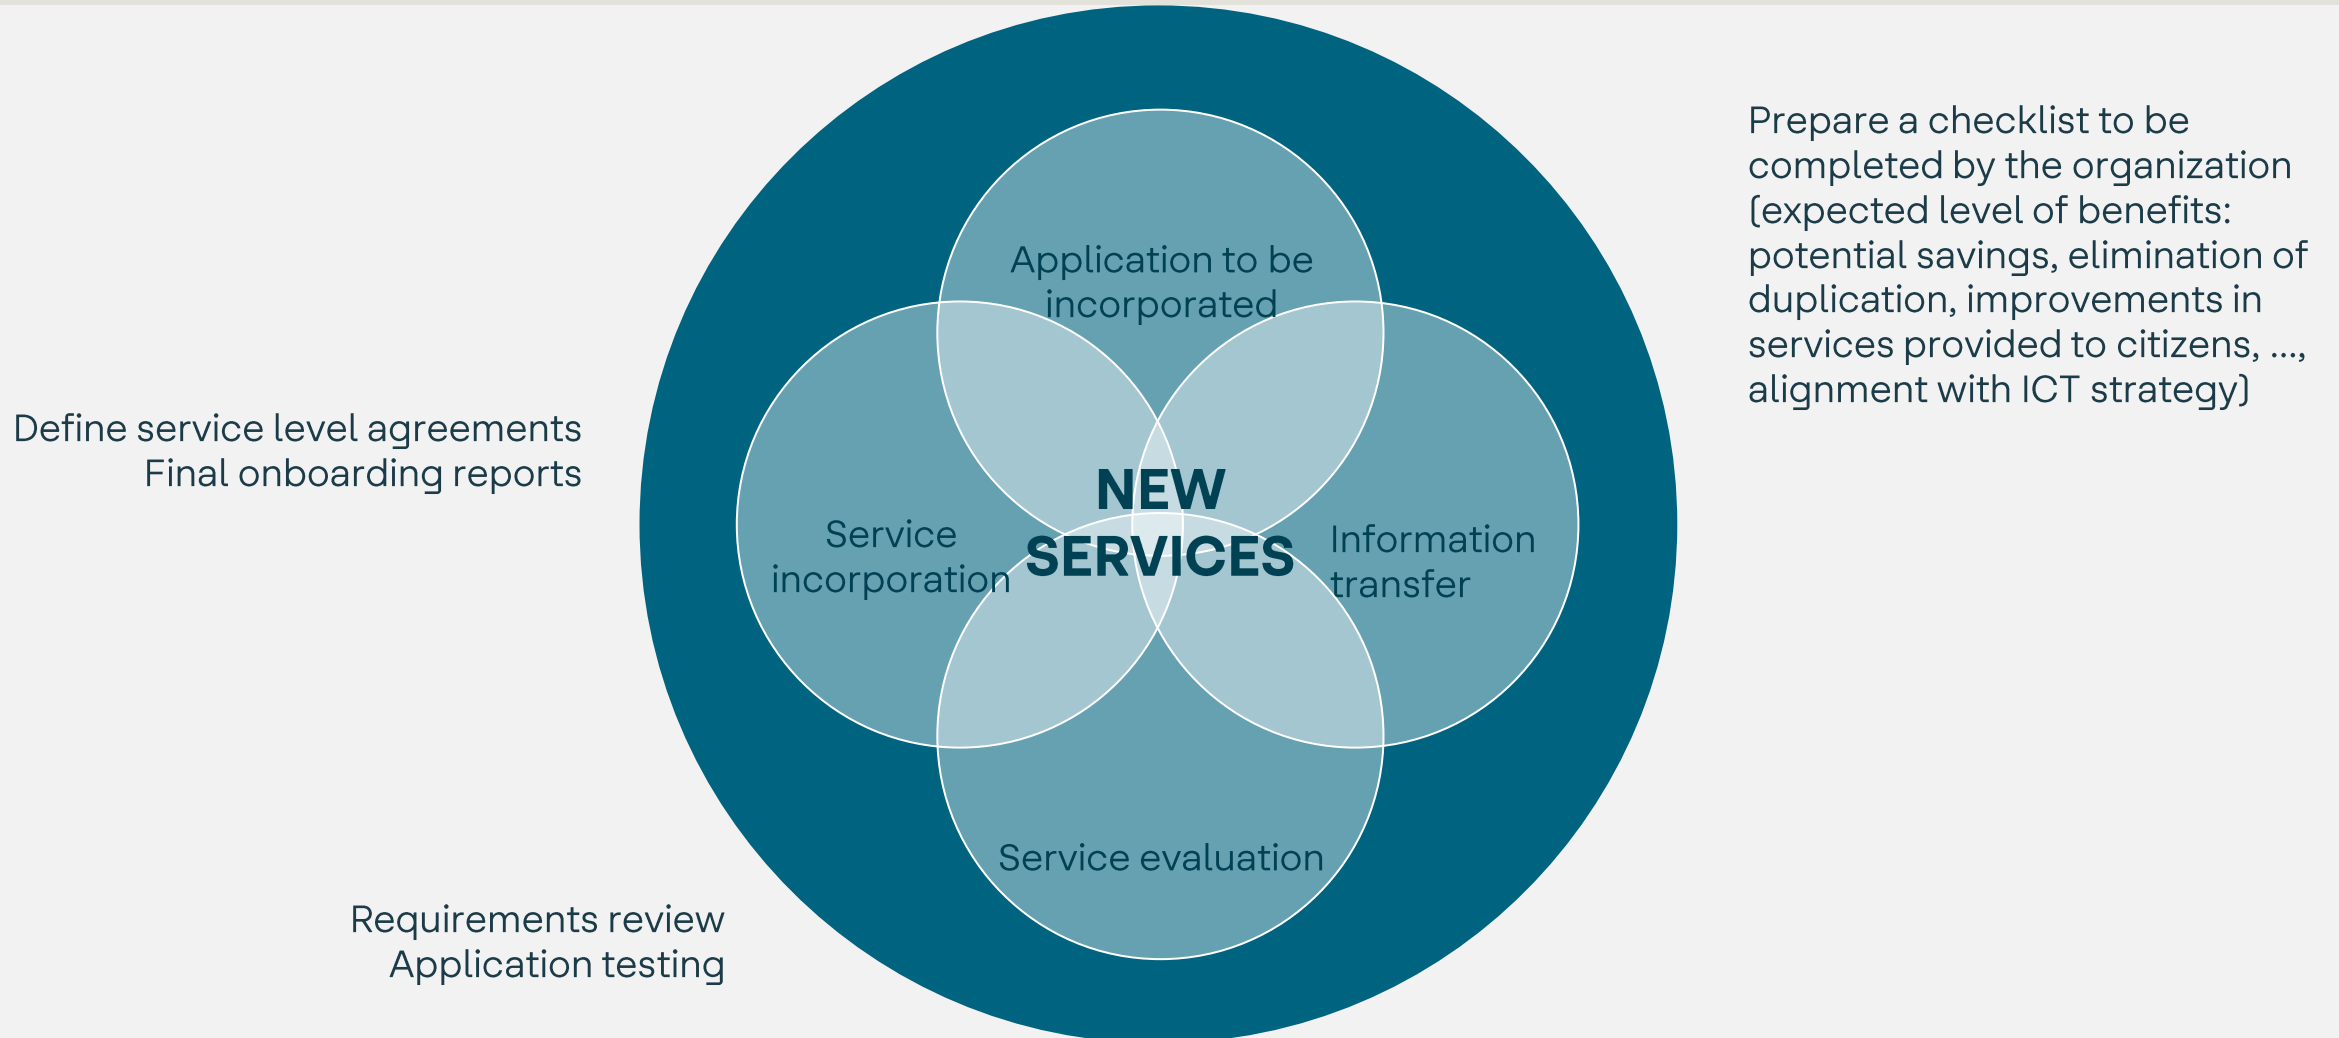 Prepare a checklist to be
completed by the organization
(expected level of benefits:
potential savings, elimination of
duplication, improvements in
services provided to citizens, ...,
alignment with ICT strategy)
Application to be
incorporated
Define service level agreements
Final onboarding reports
NEW
SERVICES
Service
incorporation
Information
transfer
Service evaluation
Requirements review
Application testing